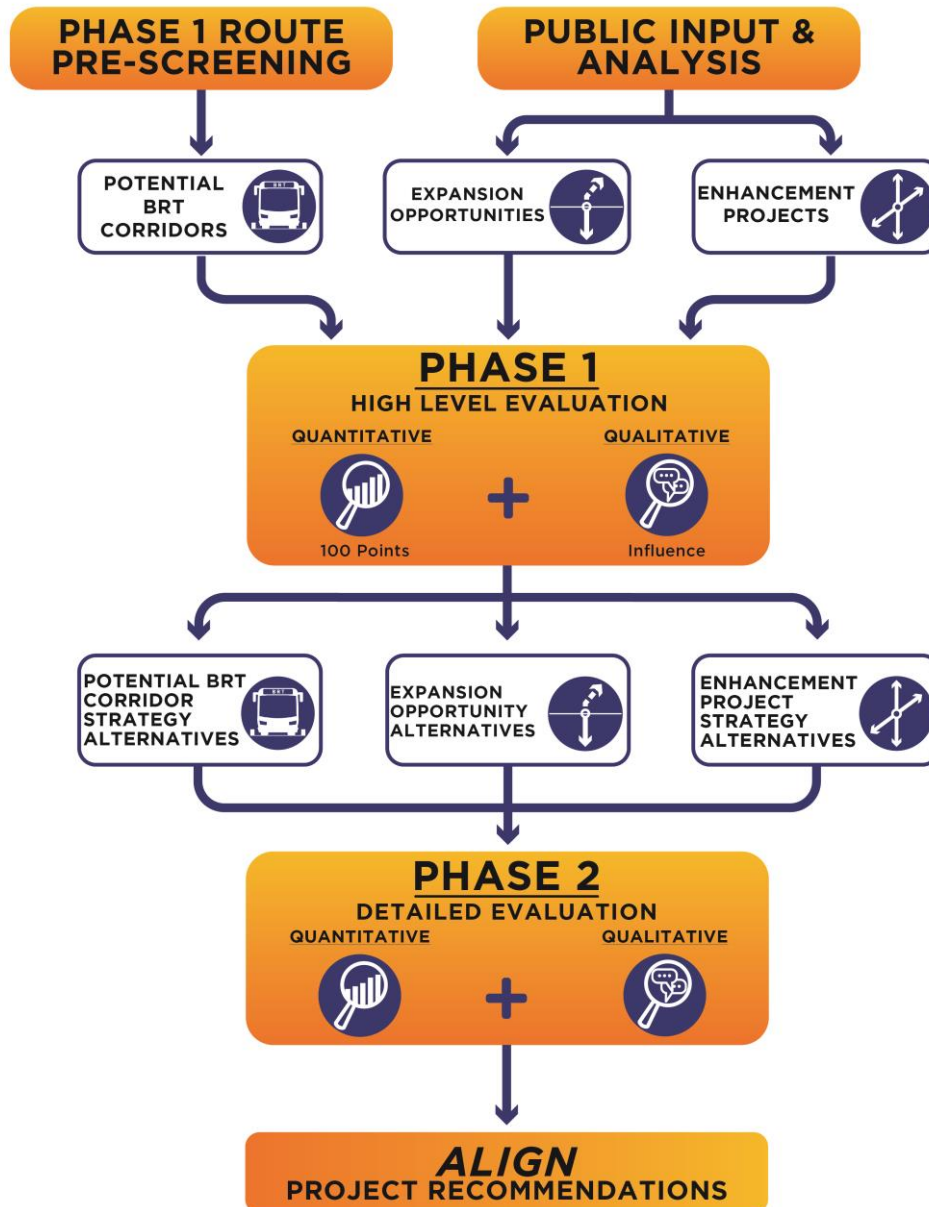 PHASE 1 ROUTE
PRE-SCREENING
PUBLIC INPUT &
ANALYSIS
POTENTIAL
BRT
CORRIDORS
BRT
EXPANSION
OPPORTUNITIES
ENHANCEMENT
PROJECTS
PHASE 1
HIGH LEVEL EVALUATION
QUANTITATIVE
100 Points
+
QUALITATIVE
Influence
POTENTIAL BRT
CORRIDOR
STRATEGY
ALTERNATIVES
BRT
EXPANSION
OPPORTUNITY
ALTERNATIVES
ENHANCEMENT
PROJECT
STRATEGY
ALTERNATIVES
PHASE 2
DETAILED EVALUATION
QUANTITATIVE
+
QUALITATIVE
ALIGN
PROJECT RECOMMENDATIONS